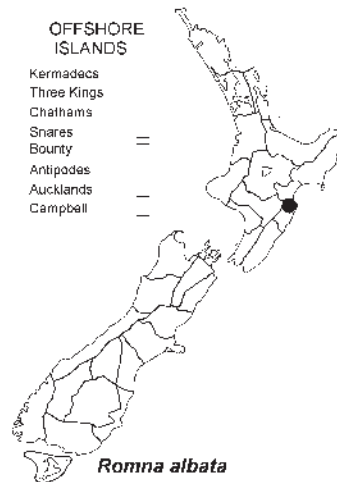 OFFSHORE
ISLANDS
Kermadecs
Three Kings
Chathams
Snares
Bounty
Antipodes
Aucklands
Campbell
Romna albata